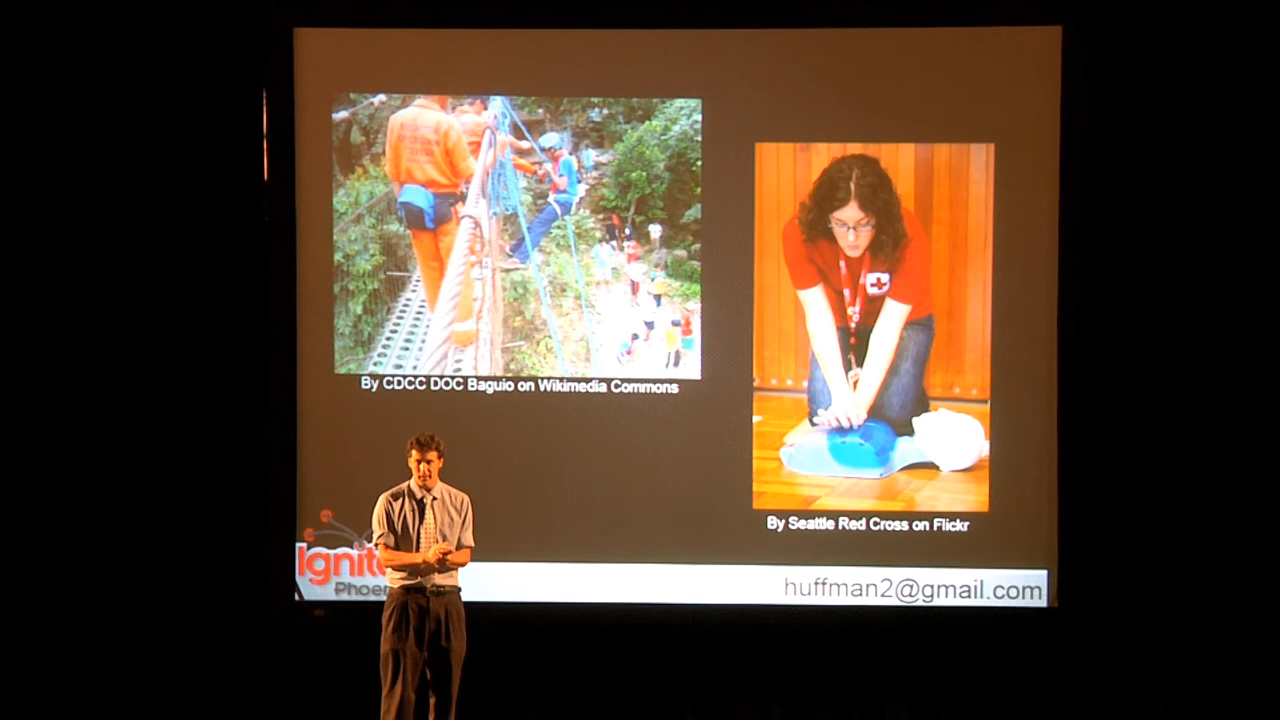 By CDCC DOC Baguio on Wikimedia Commons
By Seattle Red Cross on Flickr
Ignite
huffman2@gmail.com